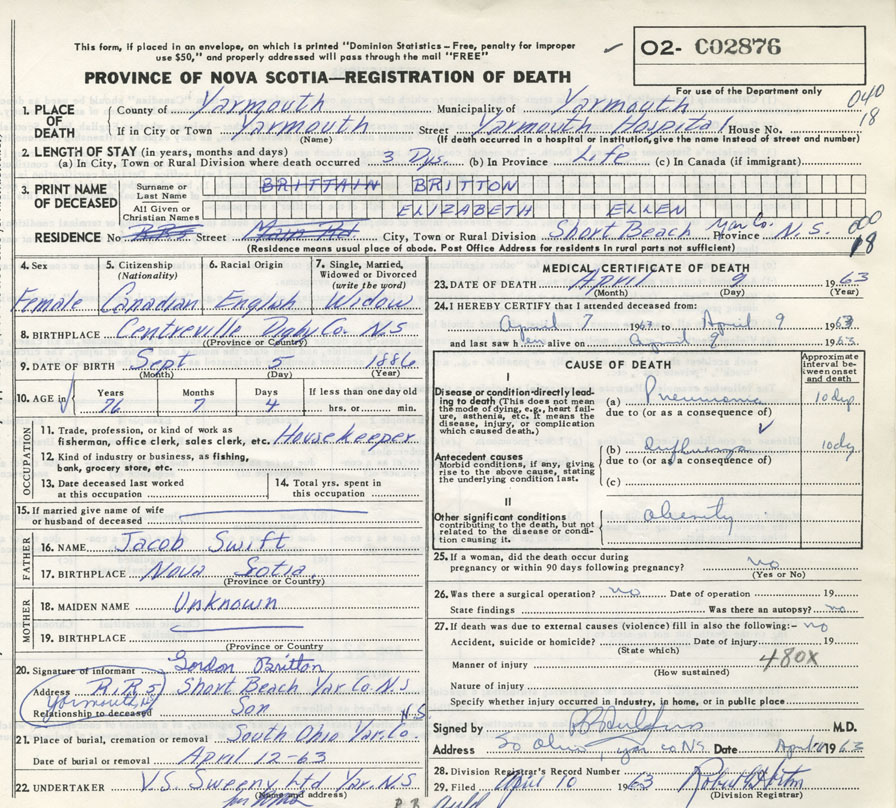 This form, if placed in an envelope, on which is printed "Dominion Statistics – Free, penalty for improper
use $50," and properly addressed will pass through the mail "FREE"
✓ O2- C02876
For use of the Department only
PROVINCE OF NOVA SCOTIA—REGISTRATION OF DEATH
040
18
1. PLACE OF DEATH County of Yarmouth Municipality of Yarmouth
If in City or Town Yarmouth Street Yarmouth Hospital House No.
(Name) (If death occurred in a hospital or institution, give the name instead of street and number)
2. LENGTH OF STAY (in years, months and days)
(a) In City, Town or Rural Division where death occurred 3 Dys. (b) In Province Life (c) In Canada (if immigrant)
3. PRINT NAME OF DECEASED Surname or Last Name BRITTAIN BRITTON
All Given or Christian Names ELIZABETH ELLEN
RESIDENCE No. RR5 Street Main Rd City, Town or Rural Division Short Beach Yar Co. Province N.S. 000
18
(Residence means usual place of abode. Post Office Address for residents in rural parts not sufficient)
4. Sex 5. Citizenship (Nationality) 6. Racial Origin 7. Single, Married, Widowed or Divorced (write the word)
Female Canadian English Widow
8. BIRTHPLACE Centreville Digby Co. N.S
(Province or Country)
9. DATE OF BIRTH Sept 5 1886
(Month) (Day) (Year)
10. AGE in Years Months Days If less than one day old
76 7 4 hrs. or min.
OCCUPATION
11. Trade, profession or kind of work as
fisherman, office clerk, sales clerk, etc. Housekeeper
12. Kind of industry or business, as fishing,
bank, grocery store, etc.
13. Date deceased last worked at this occupation 14. Total yrs. spent in this occupation
15. If married give name of wife
or husband of deceased
FATHER
16. NAME Jacob Swift
17. BIRTHPLACE Nova Scotia
(Province or Country)
MOTHER
18. MAIDEN NAME Unknown
19. BIRTHPLACE
(Province or Country)
20. Signature of informant Gordon Britton
Address R.R.5 Short Beach Yar Co. N.S
Yarmouth
Relationship to deceased Son
21. Place of burial, cremation or removal South Ohio Yar. Co. N.S.
Date of burial or removal April 12-63
22. UNDERTAKER V.S. Sweeny Ltd Yar. N.S
(Name and address)
MEDICAL CERTIFICATE OF DEATH
23. DATE OF DEATH April 9 1963
(Month) (Day) (Year)
24. I HEREBY CERTIFY that I attended deceased from:
April 7 1963 to April 9 1963
and last saw her alive on April 9 1963.
CAUSE OF DEATH Approximate interval between onset and death
I
Disease or condition directly leading to death (This does not mean the mode of dying, e.g., heart failure, asthenia, etc. It means the disease, injury, or complication which caused death.)
(a) Pneumonia 10 dys
due to (or as a consequence of)
✓
Antecedent causes
Morbid conditions, if any, giving rise to the above cause, stating the underlying condition last.
(b) Influenza 10 dy
due to (or as a consequence of)
(c)
II
Other significant conditions contributing to the death, but not related to the disease or condition causing it.
obesity
25. If a woman, did the death occur during
pregnancy or within 90 days following pregnancy? no
(Yes or No)
26. Was there a surgical operation? no Date of operation 19
State findings Was there an autopsy? no
27. If death was due to external causes (violence) fill in also the following:- no
Accident, suicide or homicide? Date of injury 19
(State which)
Manner of injury 480X
(How sustained)
Nature of injury
Specify whether injury occurred in industry, in home, or in public place
Signed by M.D.
Address So Ohio Yar co NS. Date April 1963
28. Division Registrar's Record Number
29. Filed April 10 1963
(Division Registrar)